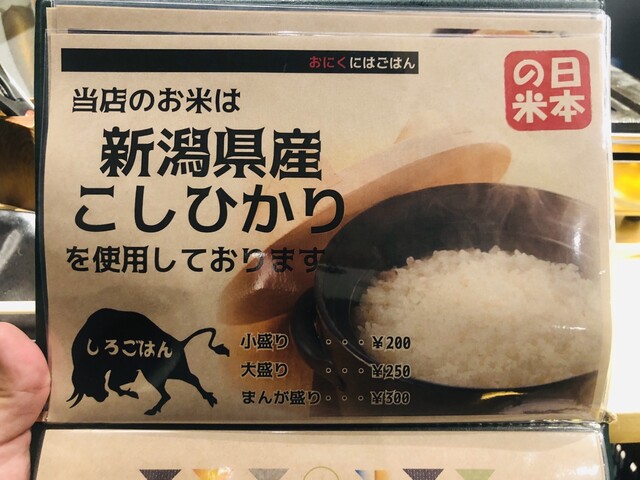 おにくにはごはん
日本の米
当店のお米は
新潟県産
こしひかり
を使用しております
しろごはん
小盛り ・・・¥200
大盛り ・・・¥250
まんが盛り・・・¥300